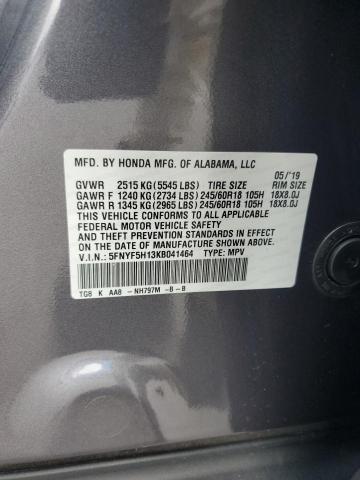 MFD. BY HONDA MFG. OF ALABAMA, LLC
05/'19
GVWR 2515 KG (5545 LBS) TIRE SIZE RIM SIZE
GAWR F 1240 KG (2734 LBS) 245/60R18 105H 18X8.0J
GAWR R 1345 KG (2965 LBS) 245/60R18 105H 18X8.0J
THIS VEHICLE CONFORMS TO ALL APPLICABLE
FEDERAL MOTOR VEHICLE SAFETY, BUMPER,
AND THEFT PREVENTION STANDARDS IN EFFECT
ON THE DATE OF MANUFACTURE SHOWN ABOVE.
V.I.N.: 5FNYF5H13KB041464 TYPE: MPV
TG8 K AA8 -NH797M -B -B